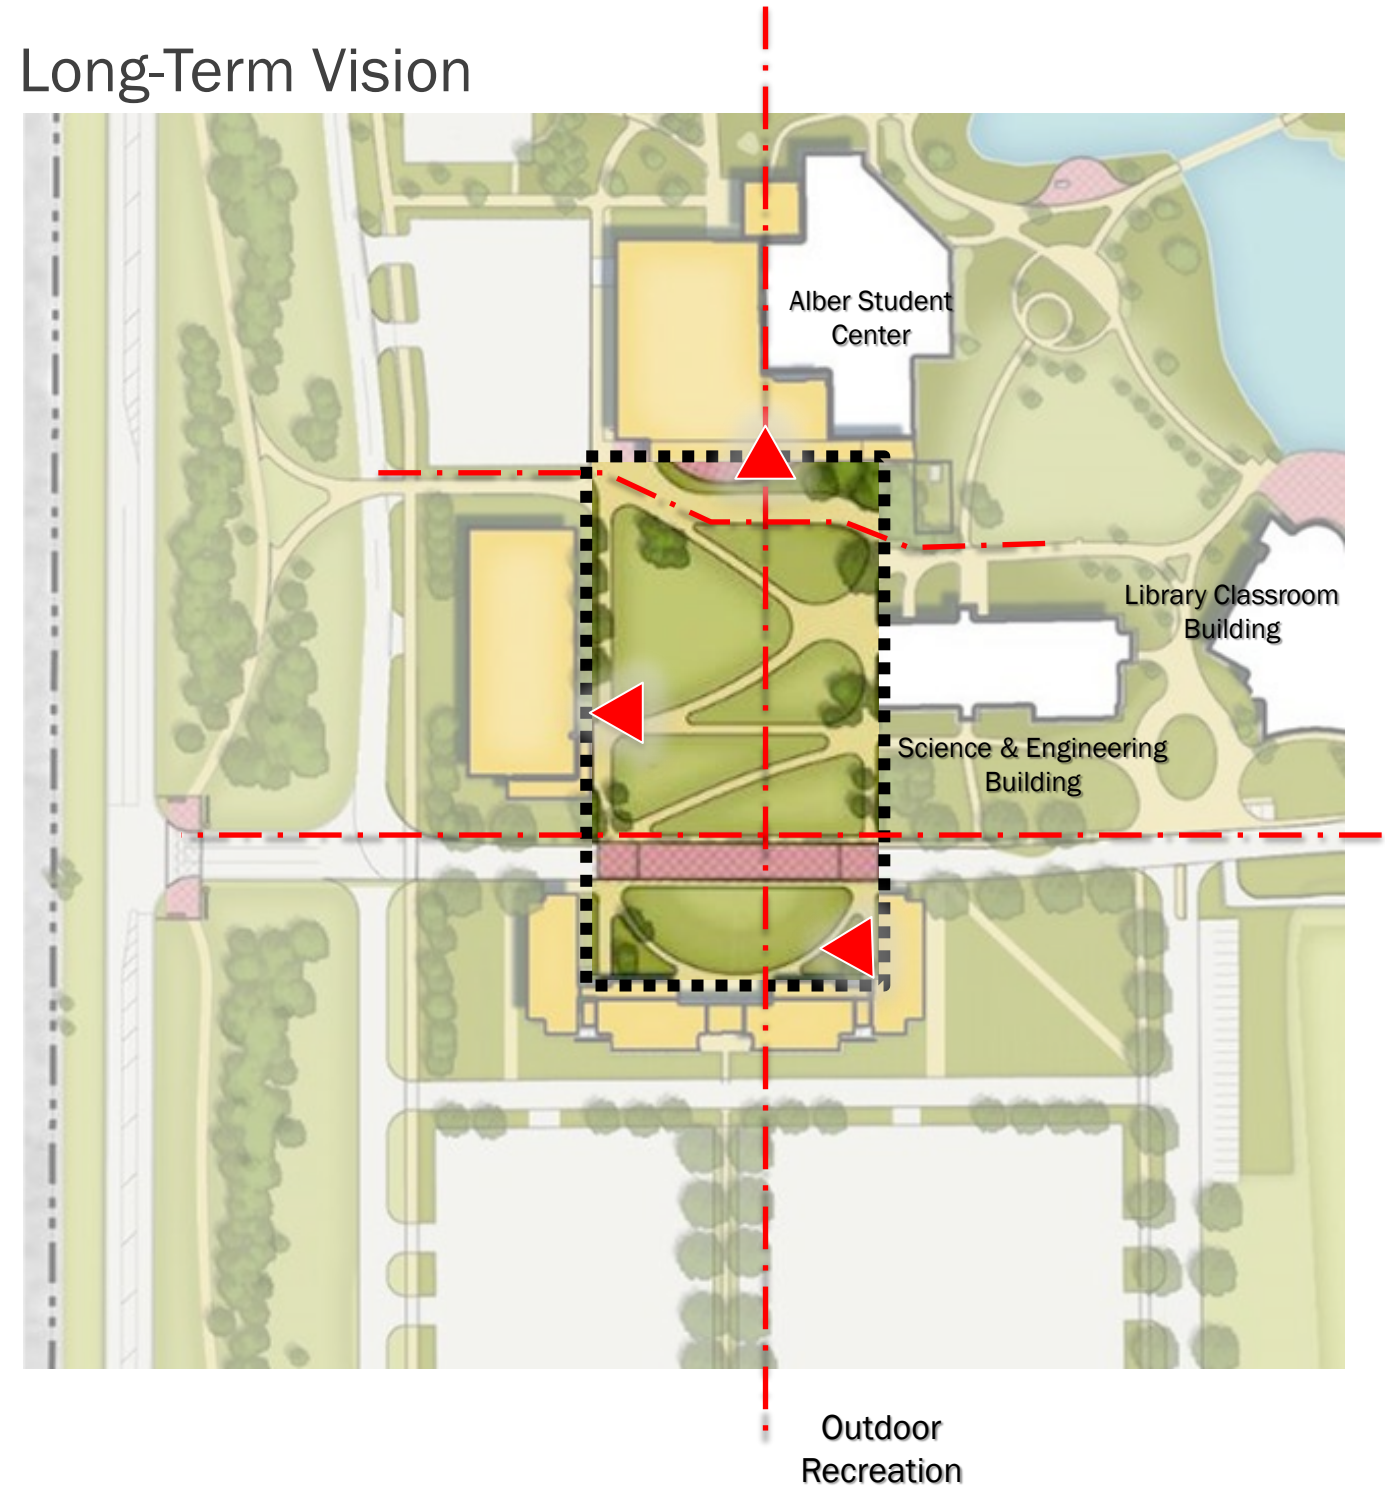 Long-Term Vision
Alber Student
Center
Library Classroom
Building
Science & Engineering
Building
Outdoor
Recreation